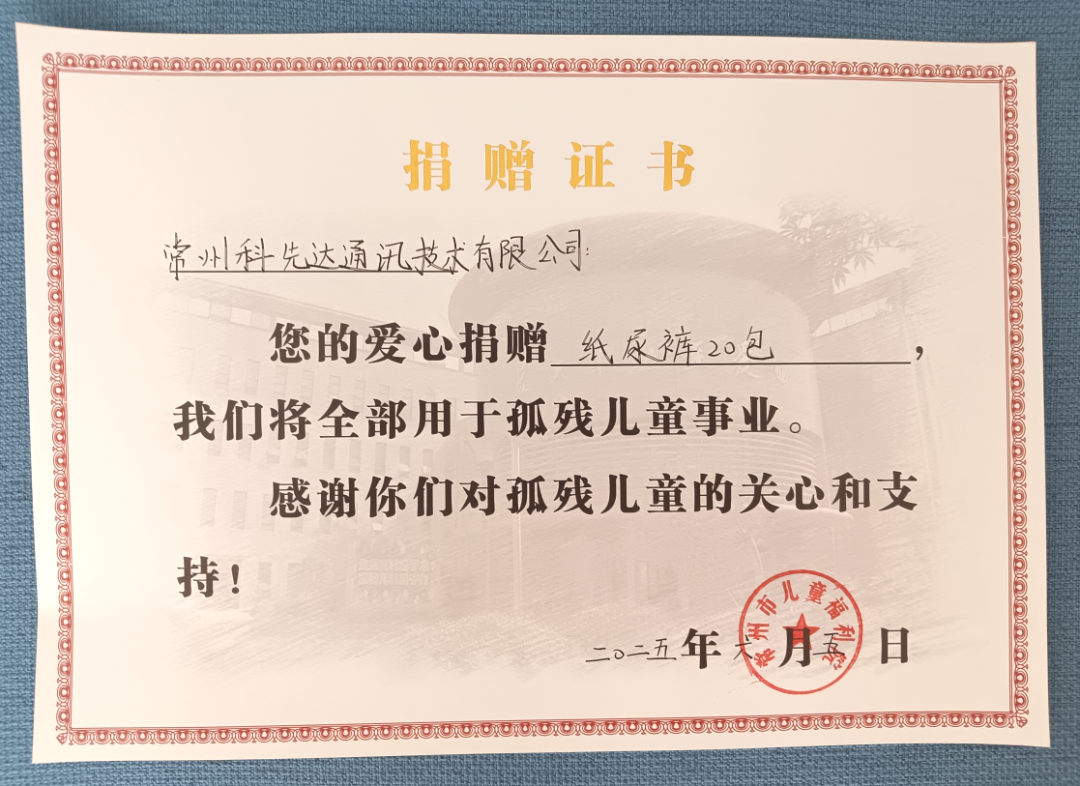 捐赠证书
常州科先达通讯技术有限公司:
您的爱心捐赠 纸尿裤20包，
我们将全部用于孤残儿童事业。
感谢你们对孤残儿童的关心和支
持！
常州市儿童福利院
二〇二五年六月五日